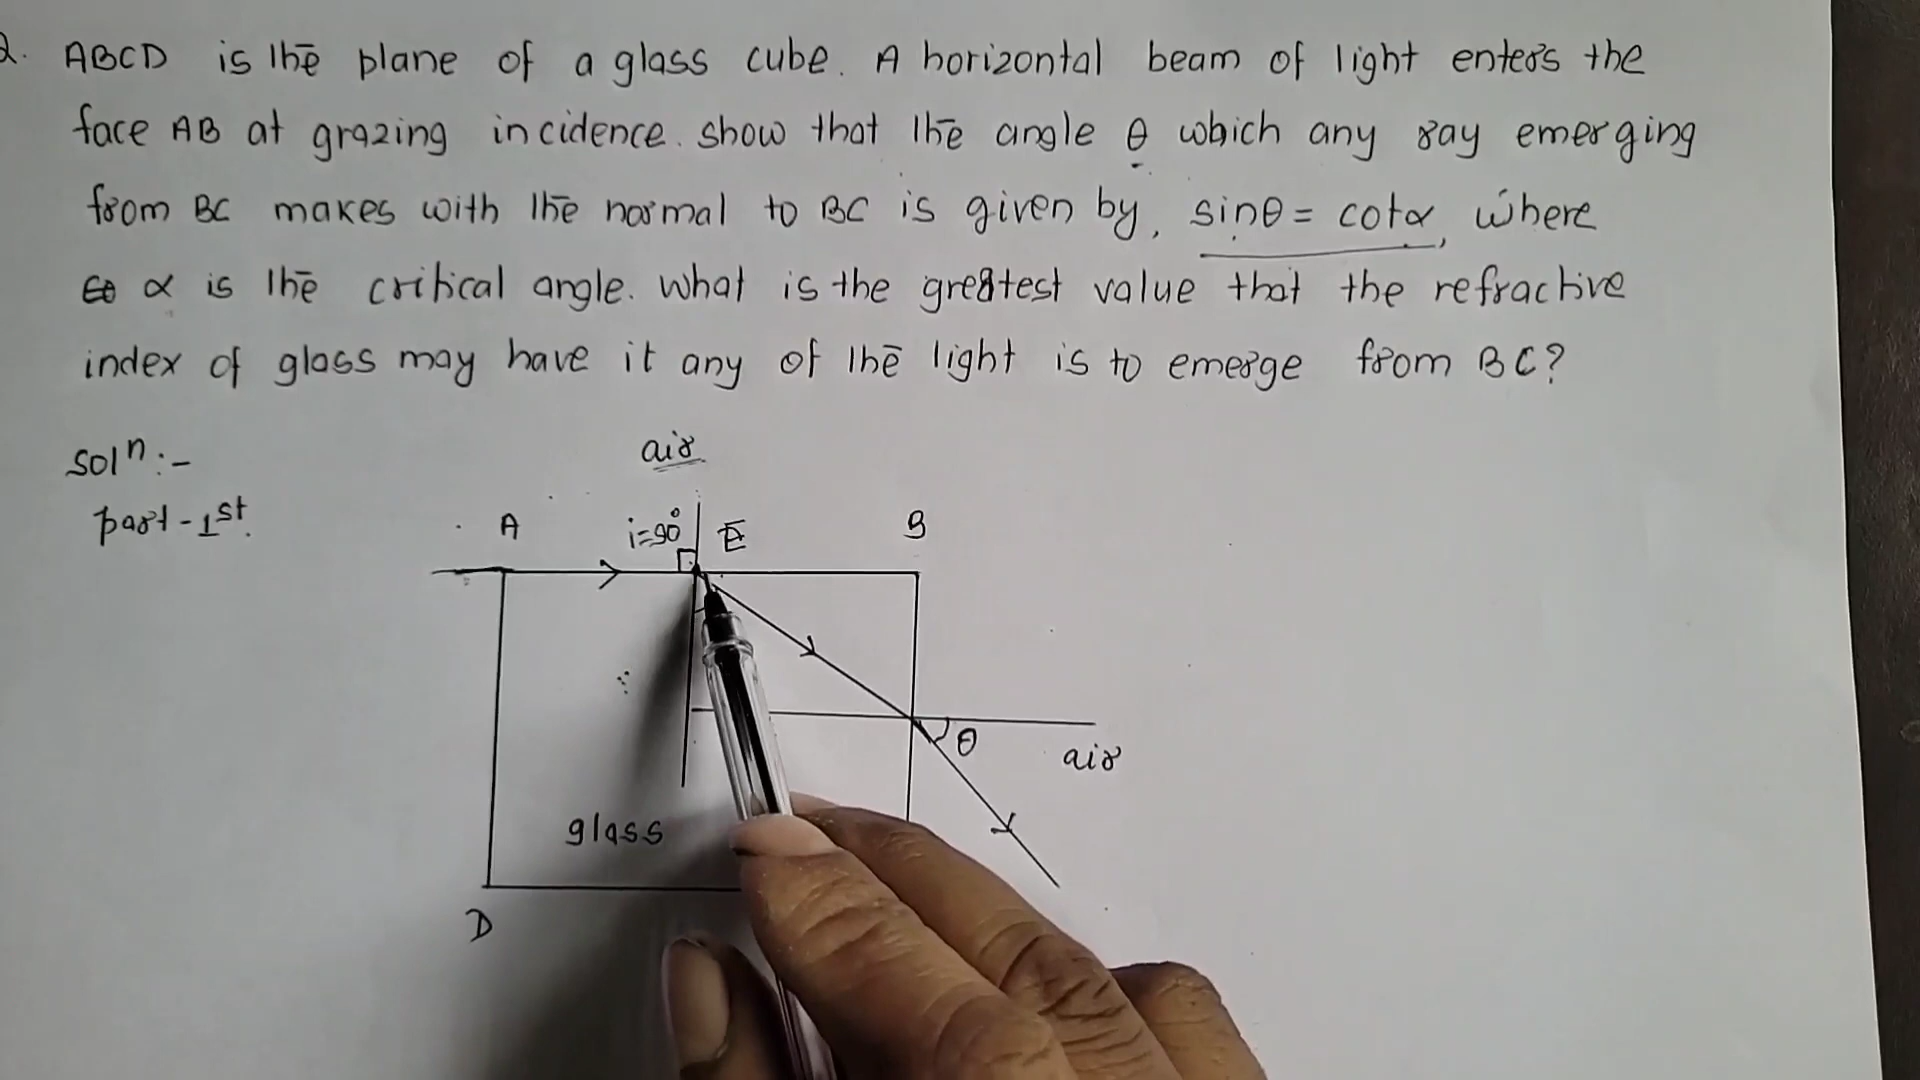 2. ABCD is the plane of a glass cube. A horizontal beam of light enters the
face AB at grazing incidence. show that the angle θ which any ray emerging
from BC makes with the normal to BC is given by, sinθ = cotα, where
α is the critical angle. what is the greatest value that the refractive
index of glass may have it any of the light is to emerge from BC?
Solⁿ:-
part-1st.
air
A
i=90°
E
B
θ
air
glass
D